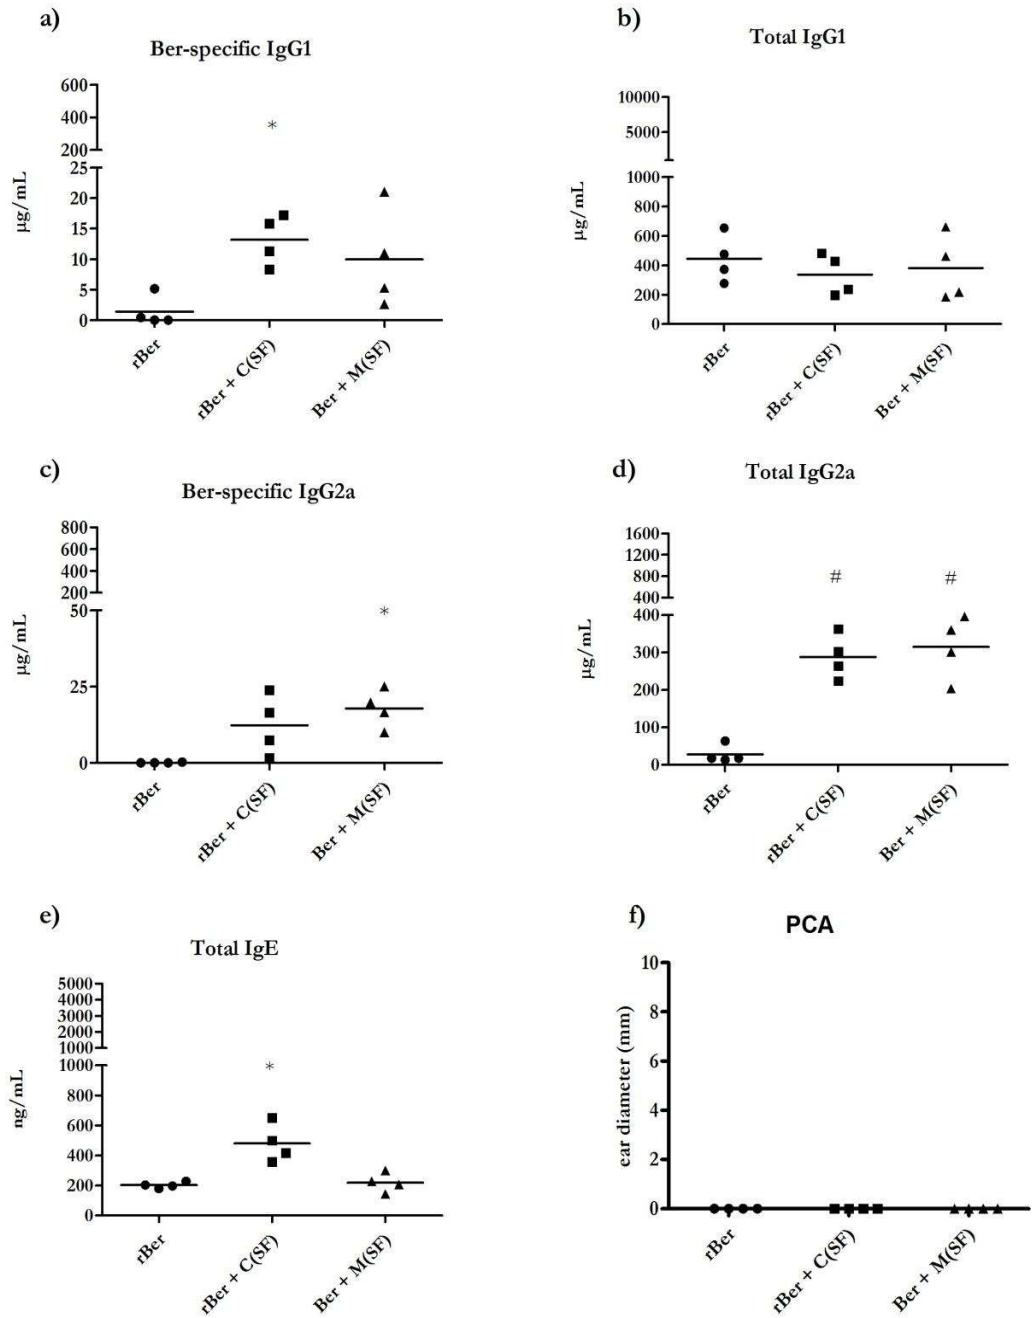 a)
Ber-specific IgG1
600
400
200
25
20
15
10
5
0
µg/mL
*
rBer
rBer + C(SF)
Ber + M(SF)
b)
Total IgG1
10000
5000
1000
800
600
400
200
0
µg/mL
rBer
rBer + C(SF)
Ber + M(SF)
c)
Ber-specific IgG2a
800
600
400
200
50
25
0
µg/mL
*
rBer
rBer + C(SF)
Ber + M(SF)
d)
Total IgG2a
1600
1200
800
400
400
300
200
100
0
µg/mL
#
#
rBer
rBer + C(SF)
Ber + M(SF)
e)
Total IgE
5000
4000
3000
2000
1000
1000
800
600
400
200
0
ng/mL
*
rBer
rBer + C(SF)
Ber + M(SF)
f)
PCA
10
8
6
4
2
0
ear diameter (mm)
rBer
rBer + C(SF)
Ber + M(SF)